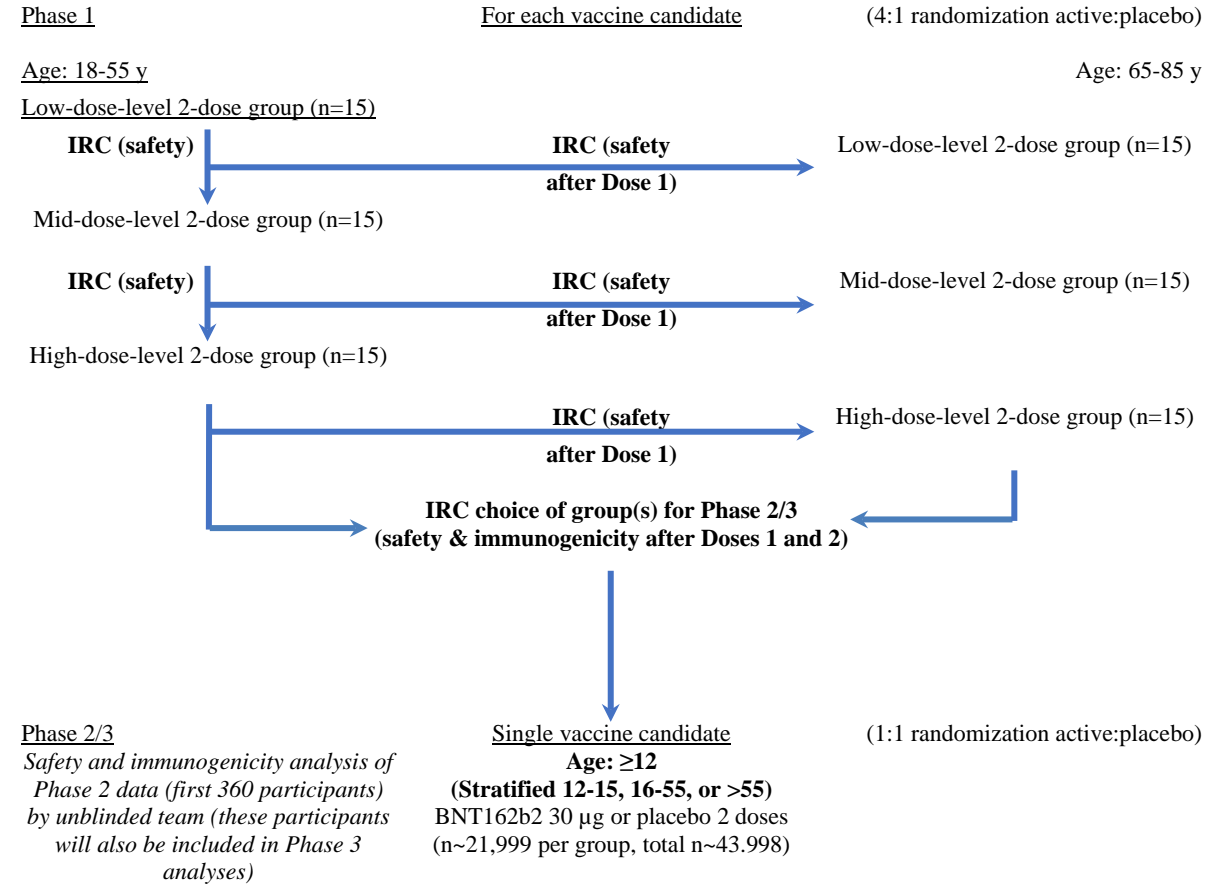 Phase 1 For each vaccine candidate (4:1 randomization active:placebo)
Age: 18-55 y Age: 65-85 y
Low-dose-level 2-dose group (n=15)
IRC (safety) IRC (safety Low-dose-level 2-dose group (n=15)
after Dose 1)
Mid-dose-level 2-dose group (n=15)
IRC (safety) IRC (safety Mid-dose-level 2-dose group (n=15)
after Dose 1)
High-dose-level 2-dose group (n=15)
IRC (safety High-dose-level 2-dose group (n=15)
after Dose 1)
IRC choice of group(s) for Phase 2/3
(safety & immunogenicity after Doses 1 and 2)
Phase 2/3 Single vaccine candidate (1:1 randomization active:placebo)
Safety and immunogenicity analysis of Age: ≥12
Phase 2 data (first 360 participants) (Stratified 12-15, 16-55, or >55)
by unblinded team (these participants BNT162b2 30 µg or placebo 2 doses
will also be included in Phase 3 (n~21,999 per group, total n~43.998)
analyses)